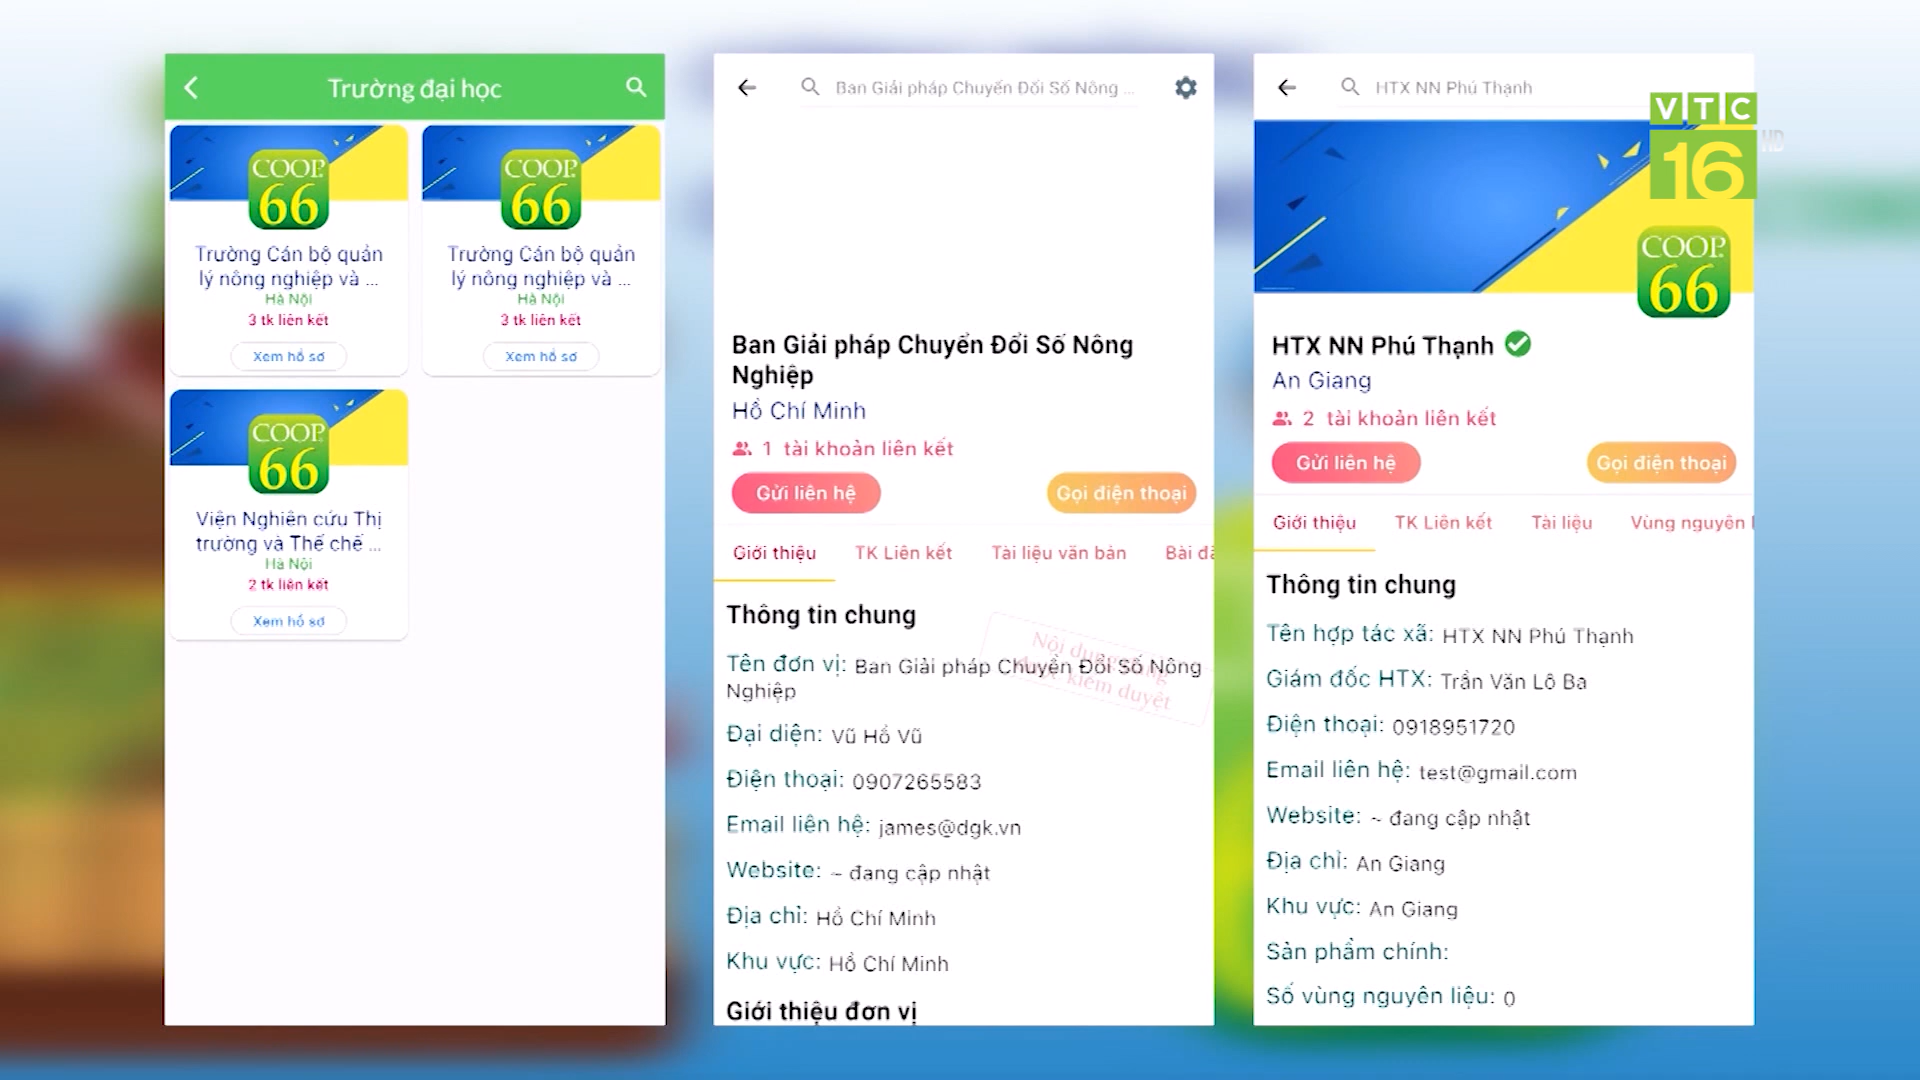 Trường đại học
COOP.
66
Trường Cán bộ quản
lý nông nghiệp và ...
Hà Nội
3 tk liên kết
Xem hồ sơ
COOP.
66
Trường Cán bộ quản
lý nông nghiệp và ...
Hà Nội
3 tk liên kết
Xem hồ sơ
COOP.
66
Viện Nghiên cứu Thị
trường và Thể chế ...
Hà Nội
2 tk liên kết
Xem hồ sơ
Ban Giải pháp Chuyển Đổi Số Nông ...
Ban Giải pháp Chuyển Đổi Số Nông
Nghiệp
Hồ Chí Minh
1 tài khoản liên kết
Gửi liên hệ
Gọi điện thoại
Giới thiệu TK Liên kết Tài liệu văn bản Bài
Thông tin chung
Nội dung
được kiểm duyệt
Tên đơn vị: Ban Giải pháp Chuyển Đổi Số Nông
Nghiệp
Đại diện: Vũ Hồ Vũ
Điện thoại: 0907265583
Email liên hệ: james@dgk.vn
Website: ~ đang cập nhật
Địa chỉ: Hồ Chí Minh
Khu vực: Hồ Chí Minh
Giới thiệu đơn vị
HTX NN Phú Thạnh
VTC
16
HD
COOP.
66
HTX NN Phú Thạnh
An Giang
2 tài khoản liên kết
Gửi liên hệ
Gọi điện thoại
Giới thiệu TK Liên kết Tài liệu Vùng nguyên
Thông tin chung
Tên hợp tác xã: HTX NN Phú Thạnh
Giám đốc HTX: Trần Văn Lô Ba
Điện thoại: 0918951720
Email liên hệ: test@gmail.com
Website: ~ đang cập nhật
Địa chỉ: An Giang
Khu vực: An Giang
Sản phẩm chính:
Số vùng nguyên liệu: 0